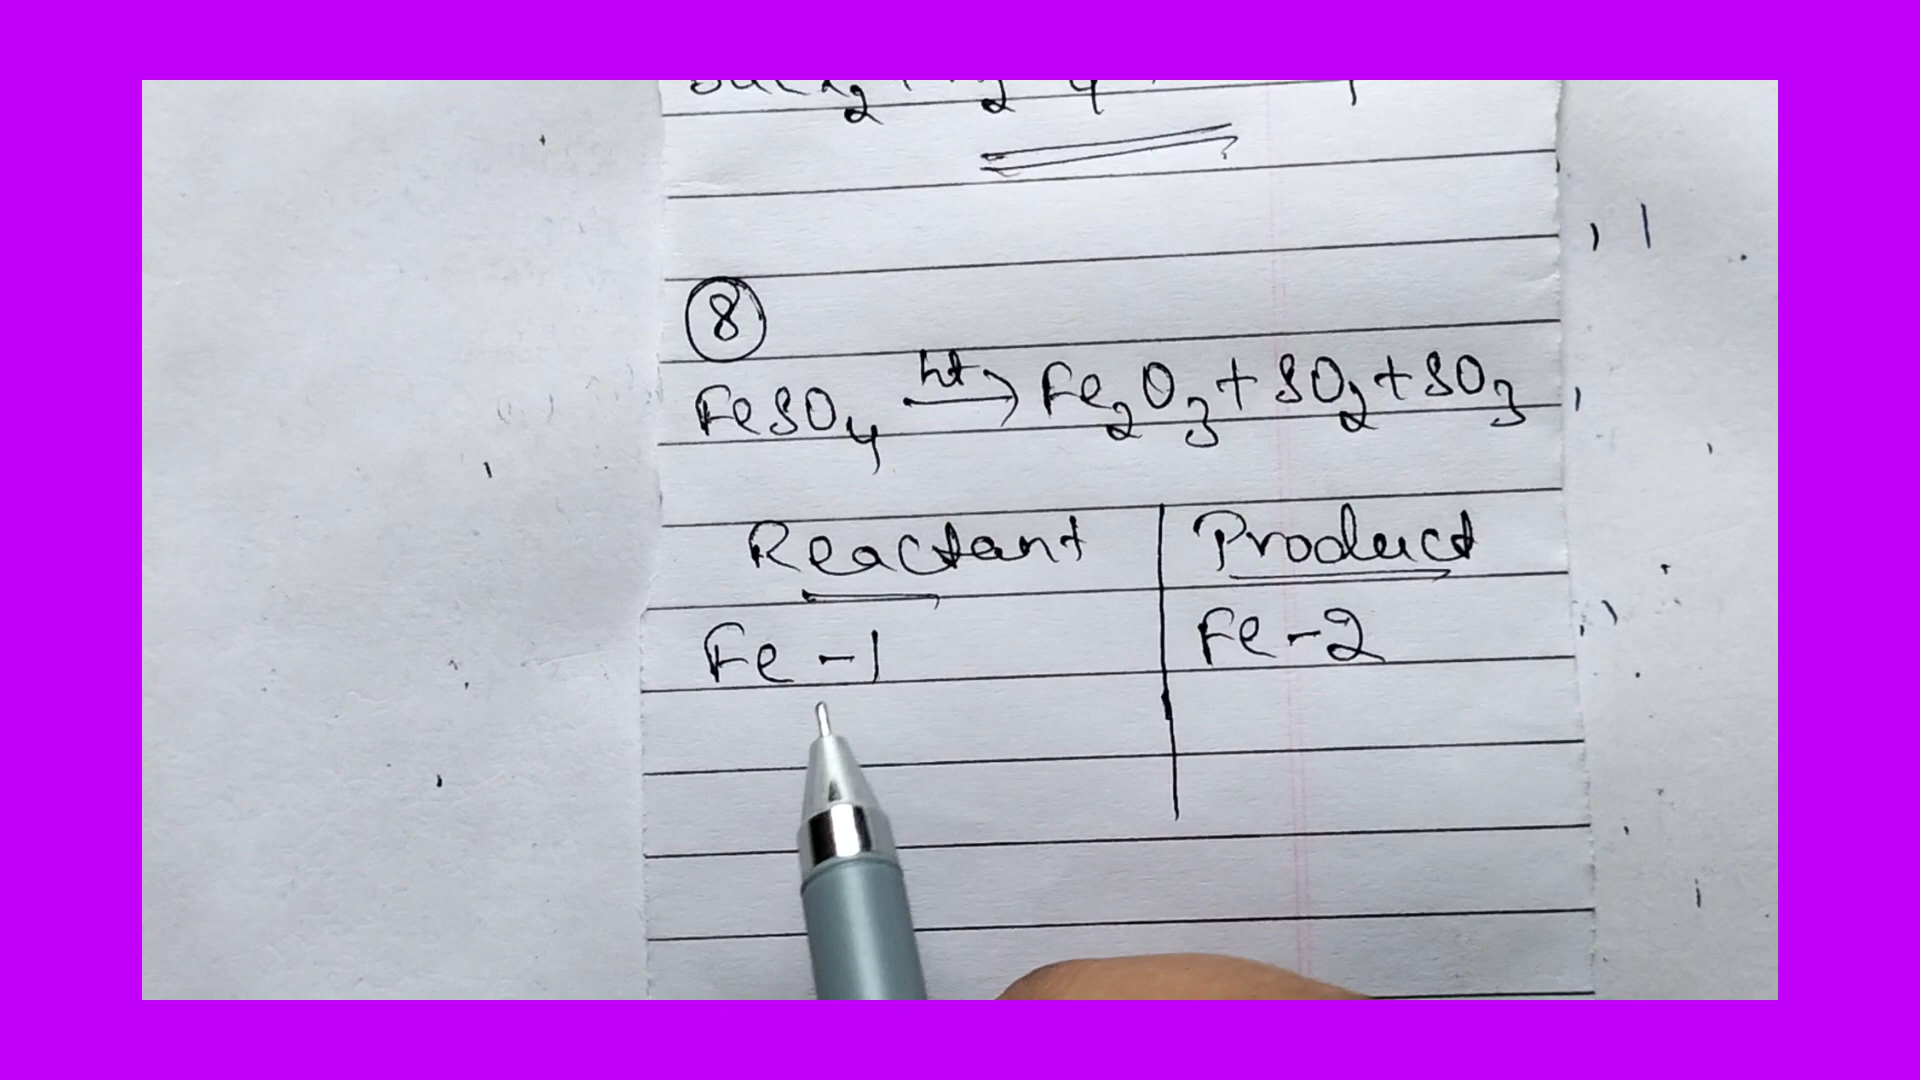 8
FeSO4 ht→ Fe2O3 + SO2 + SO3
Reactant Product
Fe - 1 Fe - 2